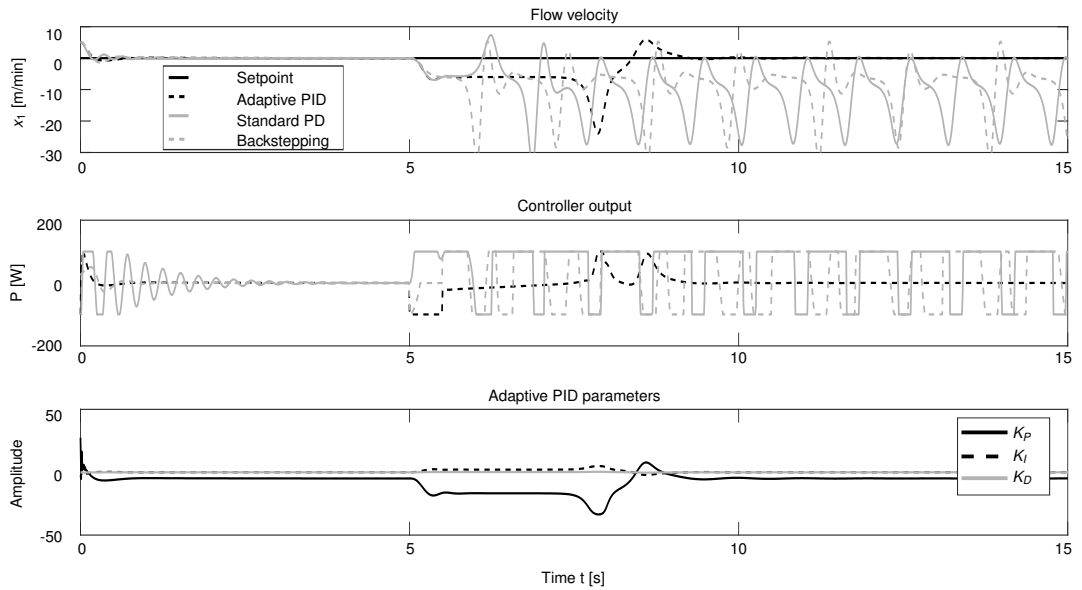 Flow velocity
10
0
-10
-20
-30
x1 [m/min]
Setpoint
Adaptive PID
Standard PD
Backstepping
0 5 10 15
Controller output
200
0
-200
P [W]
0 5 10 15
Adaptive PID parameters
50
0
-50
Amplitude
KP
KI
KD
0 5 10 15
Time t [s]